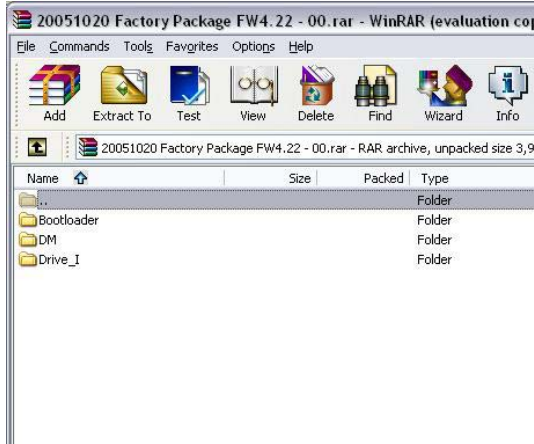 20051020 Factory Package FW4.22 - 00.rar - WinRAR (evaluation cop
File Commands Tools Favorites Options Help
Add Extract To Test View Delete Find Wizard Info
20051020 Factory Package FW4.22 - 00.rar - RAR archive, unpacked size 3,9
Name Size Packed Type
.. Folder
Bootloader Folder
DM Folder
Drive_I Folder